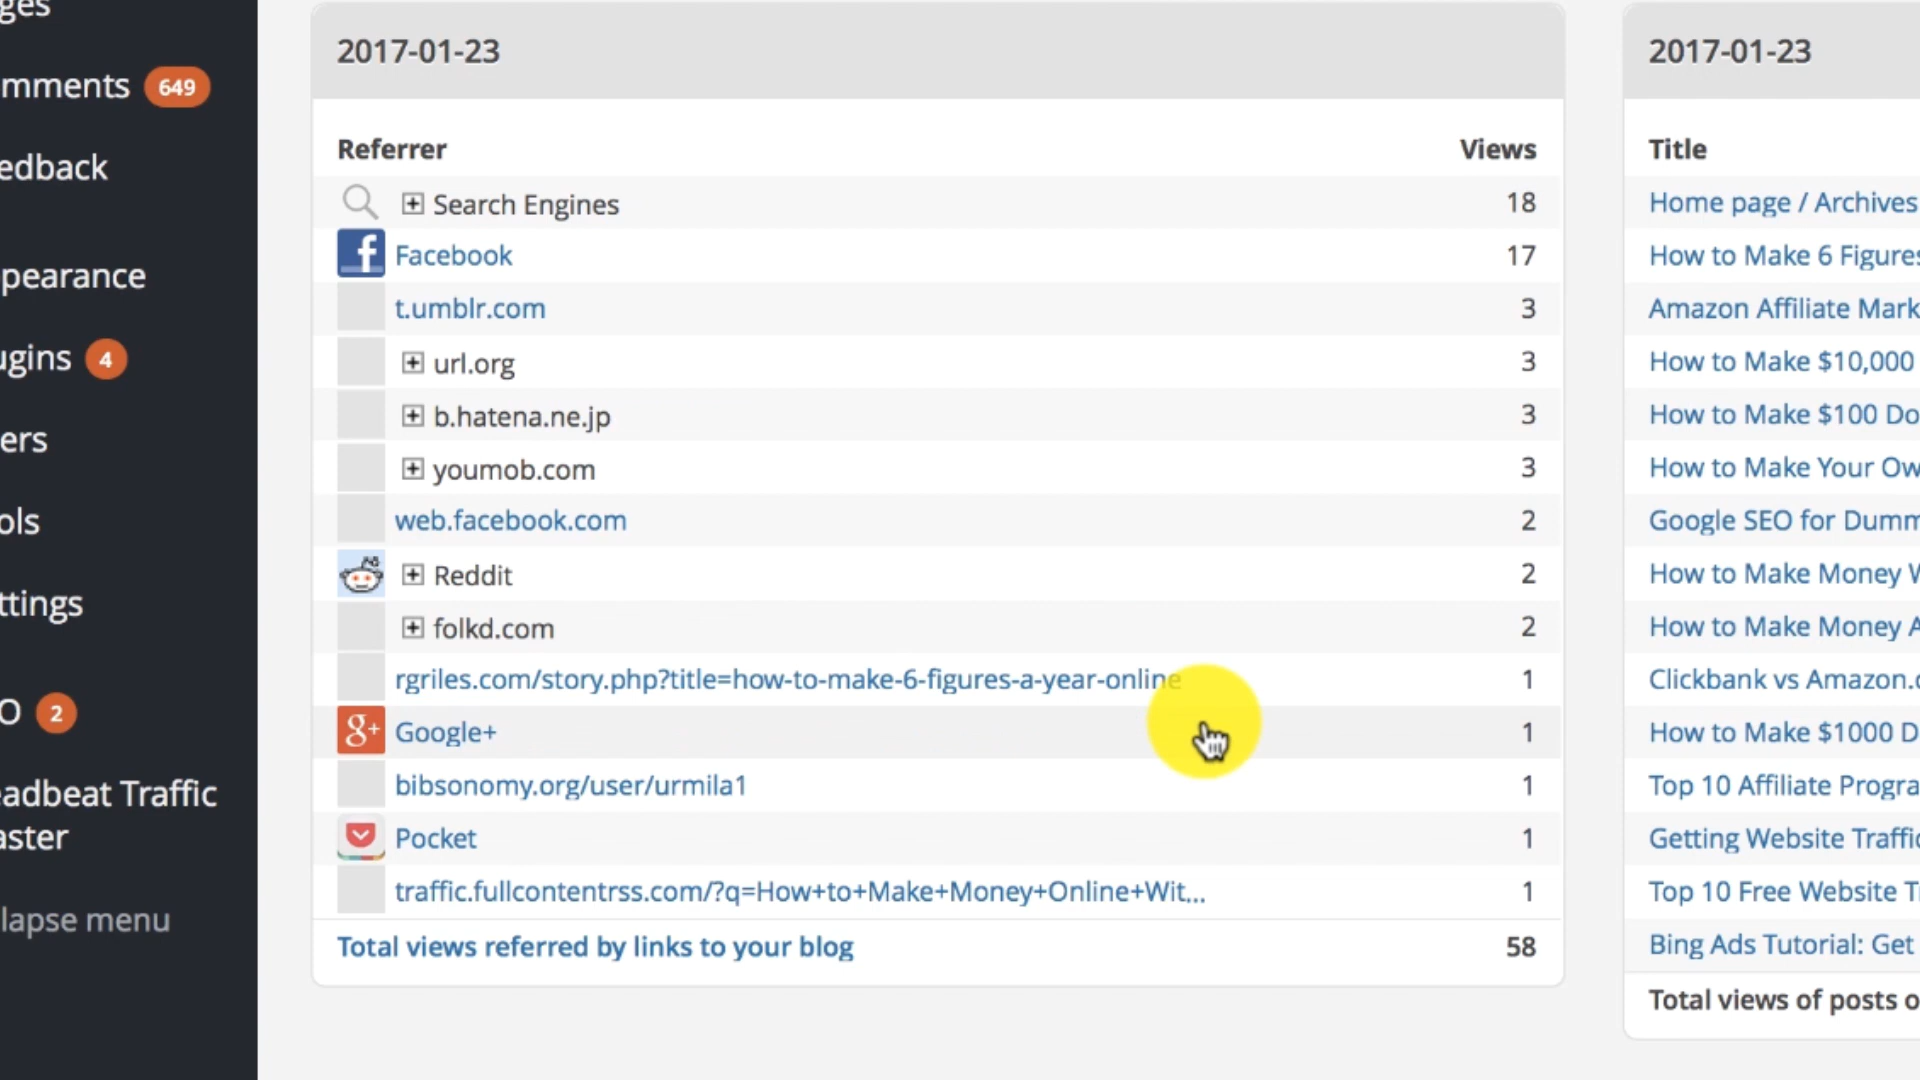 ges
mments 649
edback
pearance
ugins 4
ers
ols
ttings
O 2
eadbeat Traffic
aster
lapse menu
2017-01-23
Referrer Views
Search Engines 18
Facebook 17
t.umblr.com 3
url.org 3
b.hatena.ne.jp 3
youmob.com 3
web.facebook.com 2
Reddit 2
folkd.com 2
rgriles.com/story.php?title=how-to-make-6-figures-a-year-online 1
Google+ 1
bibsonomy.org/user/urmila1 1
Pocket 1
traffic.fullcontentrss.com/?q=How+to+Make+Money+Online+Wit... 1
Total views referred by links to your blog 58
2017-01-23
Title
Home page / Archives
How to Make 6 Figures
Amazon Affiliate Mark
How to Make $10,000
How to Make $100 Do
How to Make Your Ow
Google SEO for Dumm
How to Make Money W
How to Make Money A
Clickbank vs Amazon.c
How to Make $1000 D
Top 10 Affiliate Progra
Getting Website Traffic
Top 10 Free Website Tr
Bing Ads Tutorial: Get
Total views of posts o